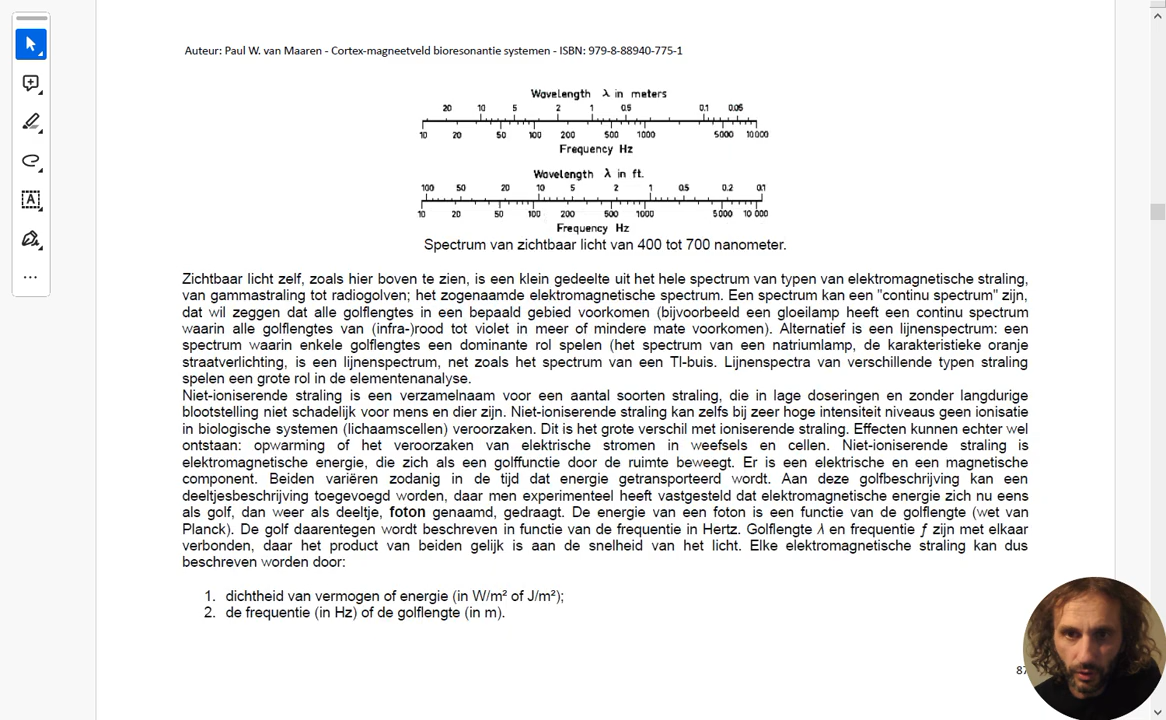 Auteur: Paul W. van Maaren - Cortex-magneetveld bioresonantie systemen - ISBN: 979-8-88940-775-1
Wavelength λ in meters
20 10 5 2 1 0.5 0.1 0.05
10 20 50 100 200 500 1000 5000 10 000
Frequency Hz
Wavelength λ in ft.
100 50 20 10 5 2 1 0.5 0.2 0.1
10 20 50 100 200 500 1000 5000 10 000
Frequency Hz
Spectrum van zichtbaar licht van 400 tot 700 nanometer.
Zichtbaar licht zelf, zoals hier boven te zien, is een klein gedeelte uit het hele spectrum van typen van elektromagnetische straling,
van gammastraling tot radiogolven; het zogenaamde elektromagnetische spectrum. Een spectrum kan een "continu spectrum" zijn,
dat wil zeggen dat alle golflengtes in een bepaald gebied voorkomen (bijvoorbeeld een gloeilamp heeft een continu spectrum
waarin alle golflengtes van (infra-)rood tot violet in meer of mindere mate voorkomen). Alternatief is een lijnenspectrum: een
spectrum waarin enkele golflengtes een dominante rol spelen (het spectrum van een natriumlamp, de karakteristieke oranje
straatverlichting, is een lijnenspectrum, net zoals het spectrum van een Tl-buis. Lijnenspectra van verschillende typen straling
spelen een grote rol in de elementenanalyse.
Niet-ioniserende straling is een verzamelnaam voor een aantal soorten straling, die in lage doseringen en zonder langdurige
blootstelling niet schadelijk voor mens en dier zijn. Niet-ioniserende straling kan zelfs bij zeer hoge intensiteit niveaus geen ionisatie
in biologische systemen (lichaamscellen) veroorzaken. Dit is het grote verschil met ioniserende straling. Effecten kunnen echter wel
ontstaan: opwarming of het veroorzaken van elektrische stromen in weefsels en cellen. Niet-ioniserende straling is
elektromagnetische energie, die zich als een golffunctie door de ruimte beweegt. Er is een elektrische en een magnetische
component. Beiden variëren zodanig in de tijd dat energie getransporteerd wordt. Aan deze golfbeschrijving kan een
deeltjesbeschrijving toegevoegd worden, daar men experimenteel heeft vastgesteld dat elektromagnetische energie zich nu eens
als golf, dan weer als deeltje, foton genaamd, gedraagt. De energie van een foton is een functie van de golflengte (wet van
Planck). De golf daarentegen wordt beschreven in functie van de frequentie in Hertz. Golflengte λ en frequentie ƒ zijn met elkaar
verbonden, daar het product van beiden gelijk is aan de snelheid van het licht. Elke elektromagnetische straling kan dus
beschreven worden door:
1. dichtheid van vermogen of energie (in W/m² of J/m²);
2. de frequentie (in Hz) of de golflengte (in m).
87